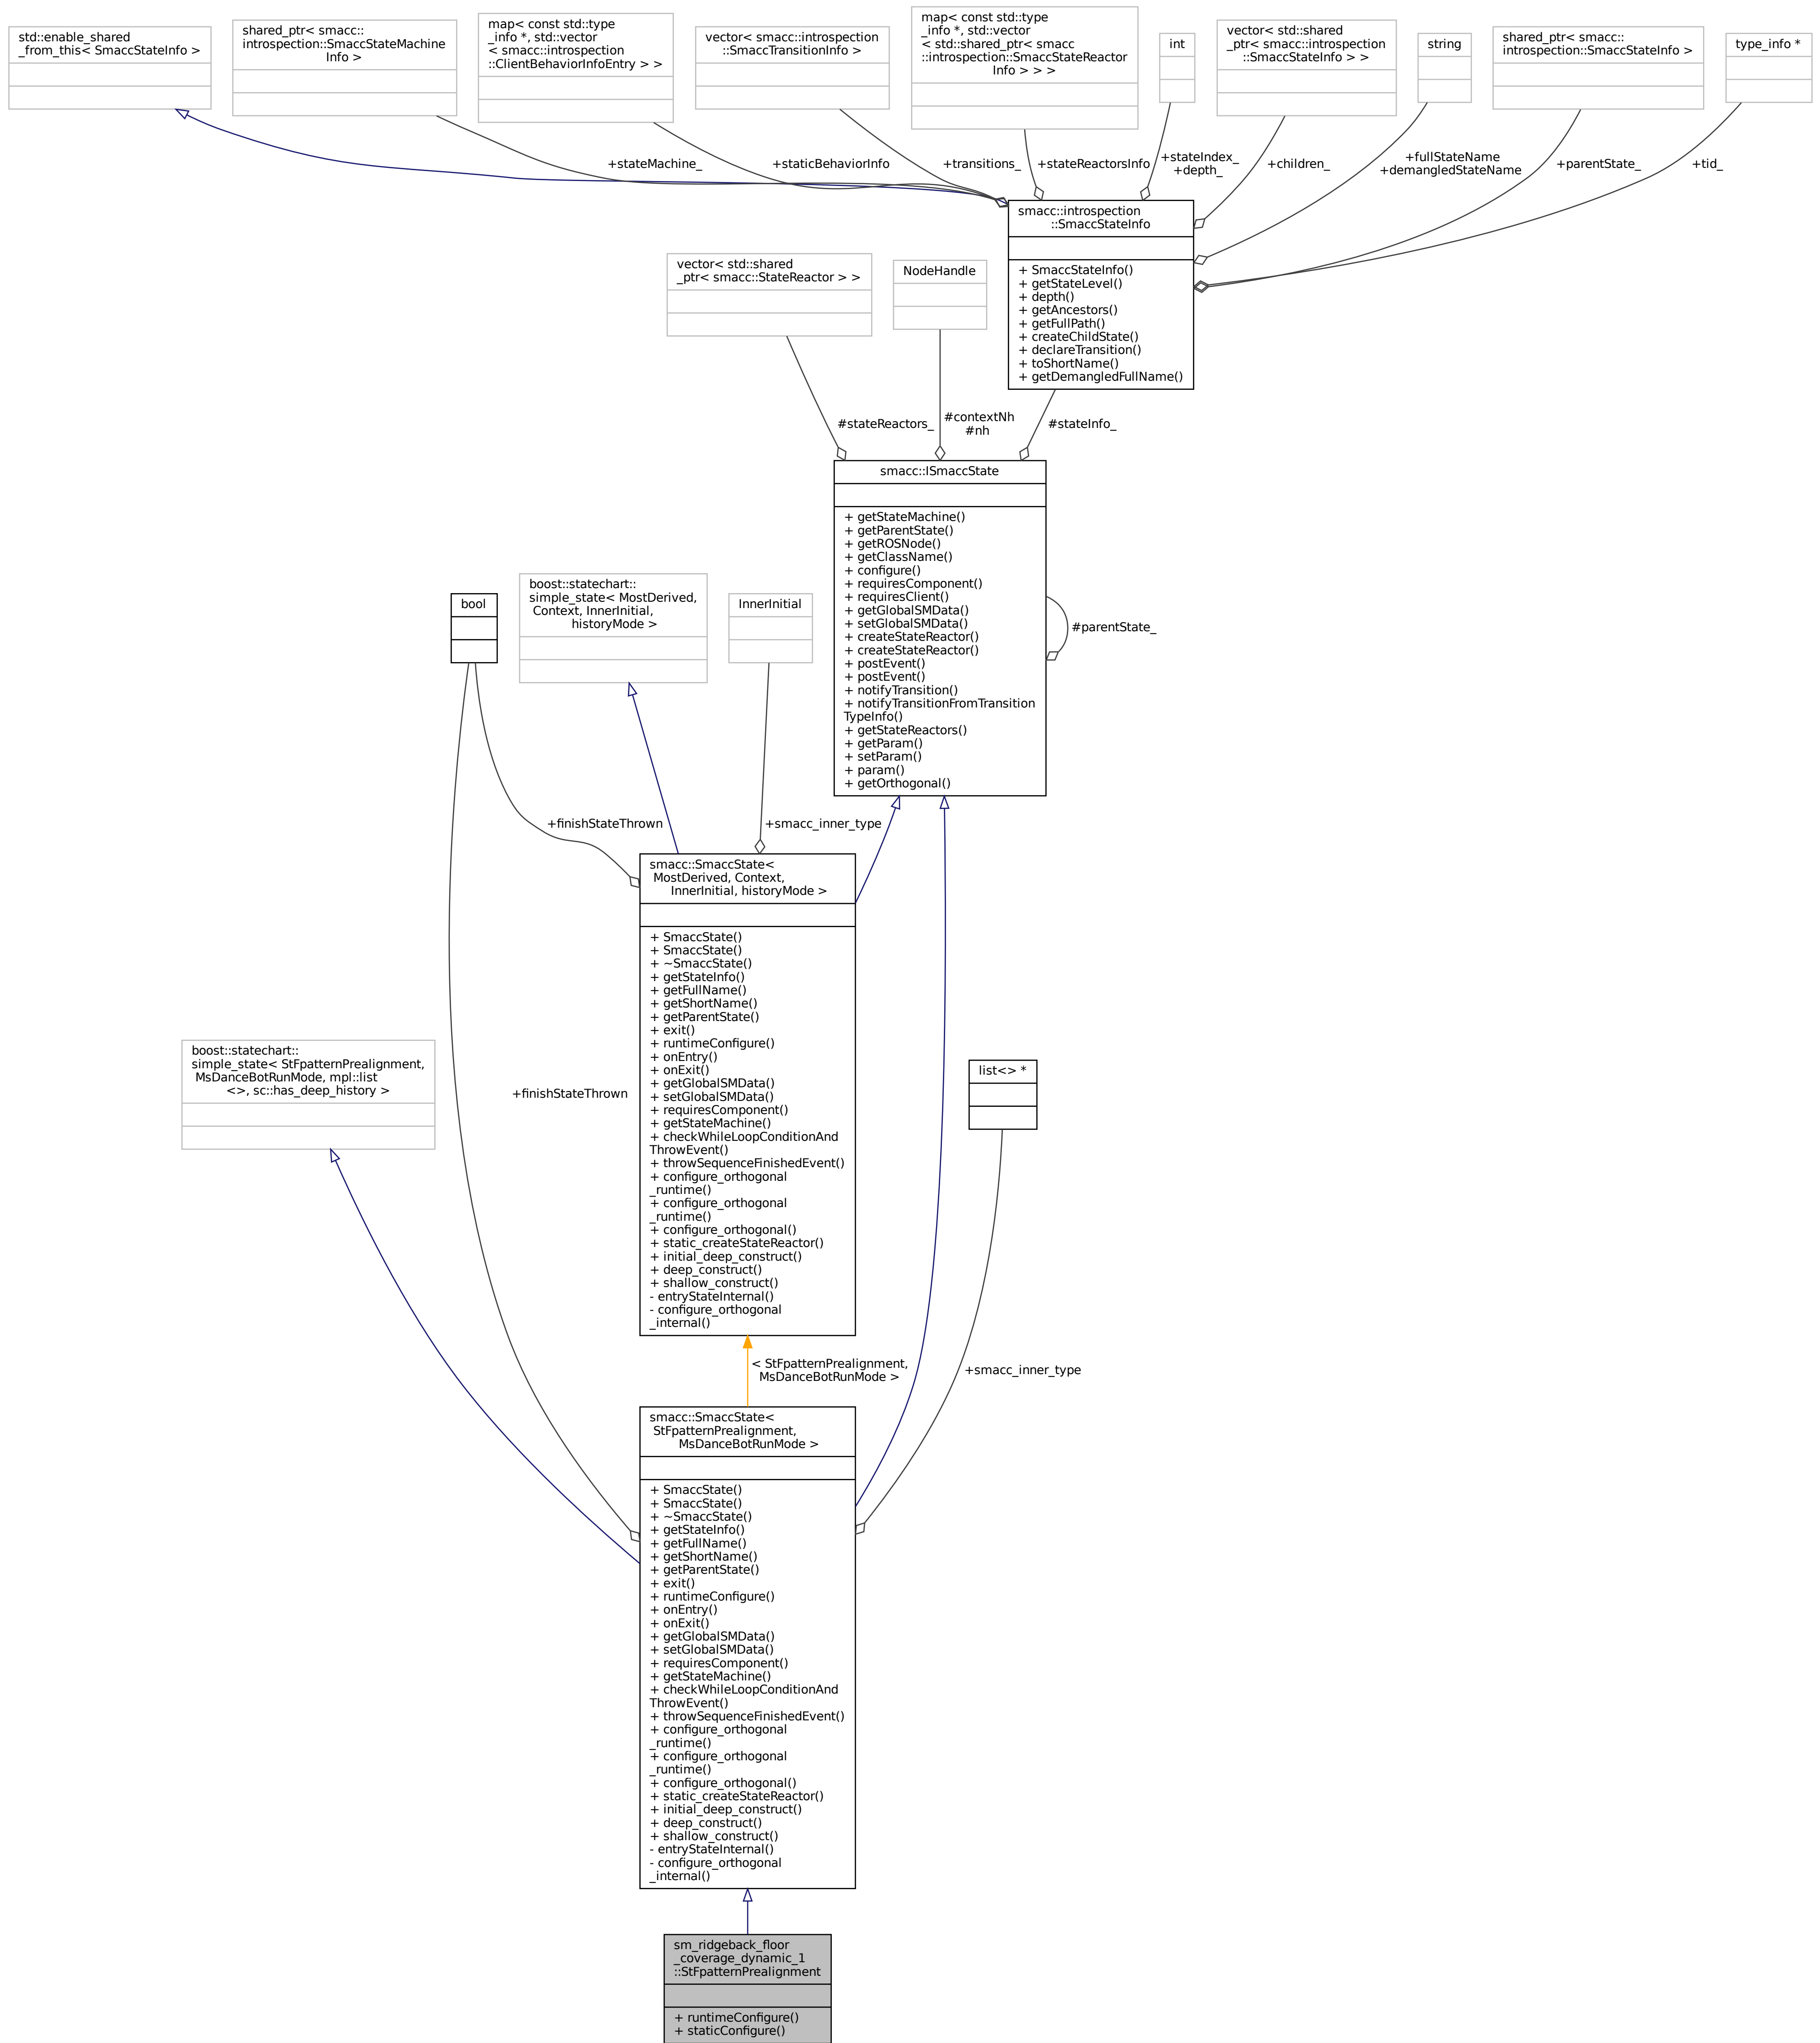 std::enable_shared
_from_this< SmaccStateInfo >
shared_ptr< smacc::
introspection::SmaccStateMachine
Info >
map< const std::type
_info *, std::vector
< smacc::introspection
::ClientBehaviorInfoEntry > >
vector< smacc::introspection
::SmaccTransitionInfo >
map< const std::type
_info *, std::vector
< std::shared_ptr< smacc
::introspection::SmaccStateReactor
Info > > >
int
vector< std::shared
_ptr< smacc::introspection
::SmaccStateInfo > >
string
shared_ptr< smacc::
introspection::SmaccStateInfo >
type_info *
+stateMachine_
+staticBehaviorInfo
+transitions_
+stateReactorsInfo
+stateIndex_
+depth_
+children_
+fullStateName
+demangledStateName
+parentState_
+tid_
smacc::introspection
::SmaccStateInfo
+ SmaccStateInfo()
+ getStateLevel()
+ depth()
+ getAncestors()
+ getFullPath()
+ createChildState()
+ declareTransition()
+ toShortName()
+ getDemangledFullName()
vector< std::shared
_ptr< smacc::StateReactor > >
NodeHandle
#stateReactors_
#contextNh
#nh
#stateInfo_
smacc::ISmaccState
+ getStateMachine()
+ getParentState()
+ getROSNode()
+ getClassName()
+ configure()
+ requiresComponent()
+ requiresClient()
+ getGlobalSMData()
+ setGlobalSMData()
+ createStateReactor()
+ createStateReactor()
+ postEvent()
+ postEvent()
+ notifyTransition()
+ notifyTransitionFromTransition
TypeInfo()
+ getStateReactors()
+ getParam()
+ setParam()
+ param()
+ getOrthogonal()
#parentState_
bool
boost::statechart::
simple_state< MostDerived,
Context, InnerInitial,
historyMode >
InnerInitial
+finishStateThrown
+smacc_inner_type
smacc::SmaccState<
MostDerived, Context,
InnerInitial, historyMode >
+ SmaccState()
+ SmaccState()
+ ~SmaccState()
+ getStateInfo()
+ getFullName()
+ getShortName()
+ getParentState()
+ exit()
+ runtimeConfigure()
+ onEntry()
+ onExit()
+ getGlobalSMData()
+ setGlobalSMData()
+ requiresComponent()
+ getStateMachine()
+ checkWhileLoopConditionAnd
ThrowEvent()
+ throwSequenceFinishedEvent()
+ configure_orthogonal
_runtime()
+ configure_orthogonal
_runtime()
+ configure_orthogonal()
+ static_createStateReactor()
+ initial_deep_construct()
+ deep_construct()
+ shallow_construct()
- entryStateInternal()
- configure_orthogonal
_internal()
boost::statechart::
simple_state< StFpatternPrealignment,
MsDanceBotRunMode, mpl::list
<>, sc::has_deep_history >
+finishStateThrown
list<> *
< StFpatternPrealignment,
MsDanceBotRunMode >
+smacc_inner_type
smacc::SmaccState<
StFpatternPrealignment,
MsDanceBotRunMode >
+ SmaccState()
+ SmaccState()
+ ~SmaccState()
+ getStateInfo()
+ getFullName()
+ getShortName()
+ getParentState()
+ exit()
+ runtimeConfigure()
+ onEntry()
+ onExit()
+ getGlobalSMData()
+ setGlobalSMData()
+ requiresComponent()
+ getStateMachine()
+ checkWhileLoopConditionAnd
ThrowEvent()
+ throwSequenceFinishedEvent()
+ configure_orthogonal
_runtime()
+ configure_orthogonal
_runtime()
+ configure_orthogonal()
+ static_createStateReactor()
+ initial_deep_construct()
+ deep_construct()
+ shallow_construct()
- entryStateInternal()
- configure_orthogonal
_internal()
sm_ridgeback_floor
_coverage_dynamic_1
::StFpatternPrealignment
+ runtimeConfigure()
+ staticConfigure()